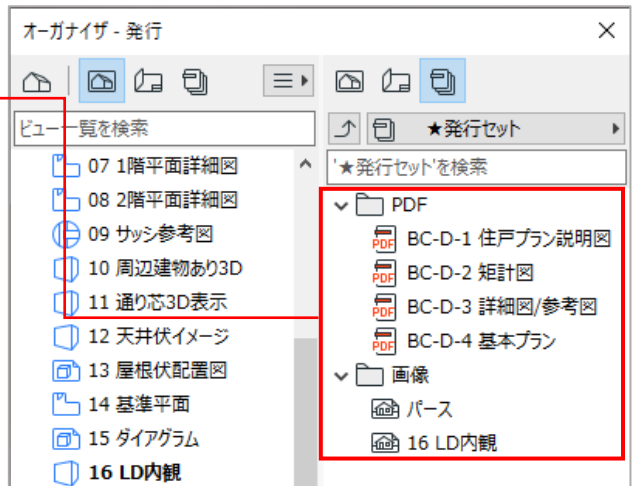 オーガナイザ - 発行
ビュー一覧を検索
07 1階平面詳細図
08 2階平面詳細図
09 サッシ参考図
10 周辺建物あり3D
11 通り芯3D表示
12 天井伏イメージ
13 屋根伏配置図
14 基準平面
15 ダイアグラム
16 LD内観
★発行セット
'★発行セット'を検索
PDF
PDF BC-D-1 住戸プラン説明図
PDF BC-D-2 矩計図
PDF BC-D-3 詳細図/参考図
PDF BC-D-4 基本プラン
画像
パース
16 LD内観